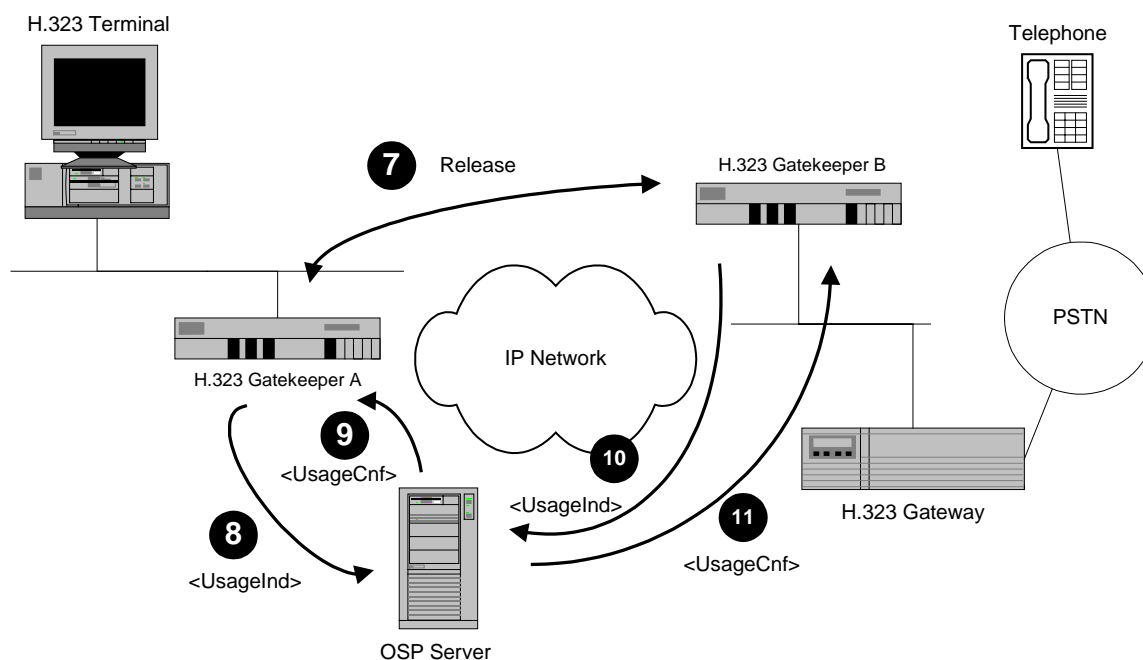 H.323 Terminal
Telephone
7
Release
H.323 Gatekeeper B
PSTN
IP Network
H.323 Gatekeeper A
9
<UsageCnf>
10
<UsageInd>
8
<UsageInd>
11
<UsageCnf>
H.323 Gateway
OSP Server